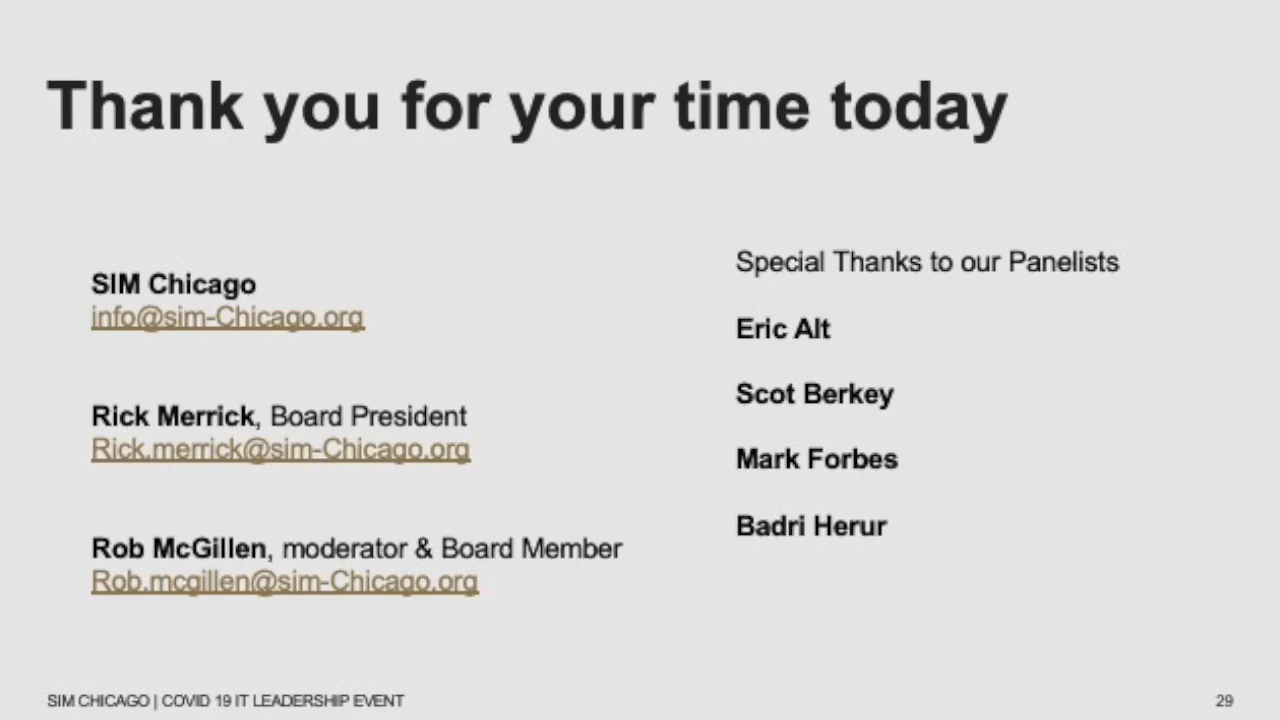 Thank you for your time today
SIM Chicago
info@sim-Chicago.org
Rick Merrick, Board President
Rick.merrick@sim-Chicago.org
Rob McGillen, moderator & Board Member
Rob.mcgillen@sim-Chicago.org
Special Thanks to our Panelists
Eric Alt
Scot Berkey
Mark Forbes
Badri Herur
SIM CHICAGO | COVID 19 IT LEADERSHIP EVENT
29